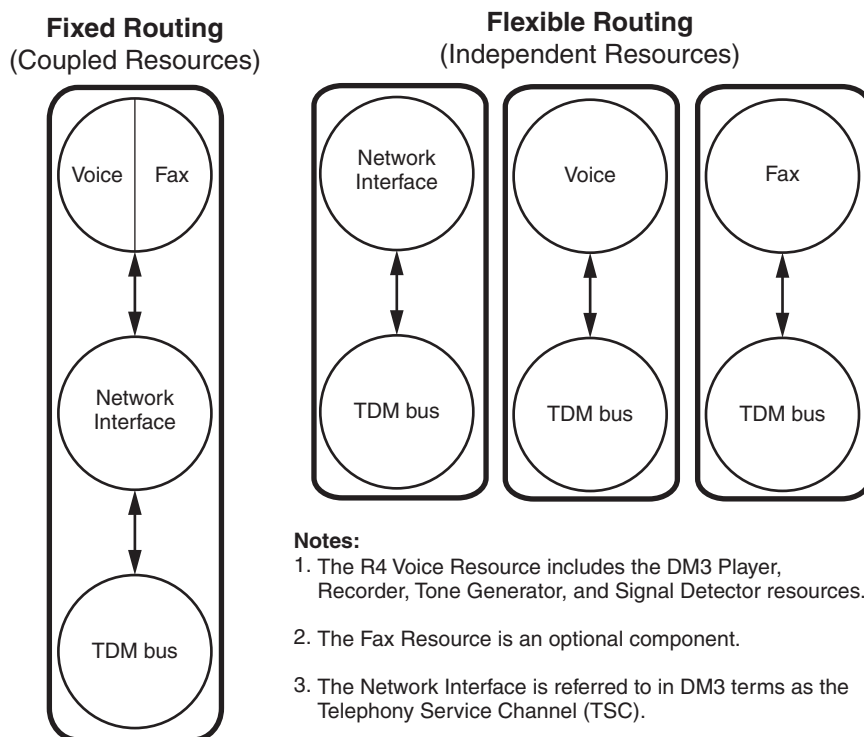 Fixed Routing
(Coupled Resources)
Voice
Fax
Network
Interface
TDM bus
Flexible Routing
(Independent Resources)
Network
Interface
TDM bus
Voice
TDM bus
Fax
TDM bus
Notes:
1. The R4 Voice Resource includes the DM3 Player,
Recorder, Tone Generator, and Signal Detector resources.
2. The Fax Resource is an optional component.
3. The Network Interface is referred to in DM3 terms as the
Telephony Service Channel (TSC).